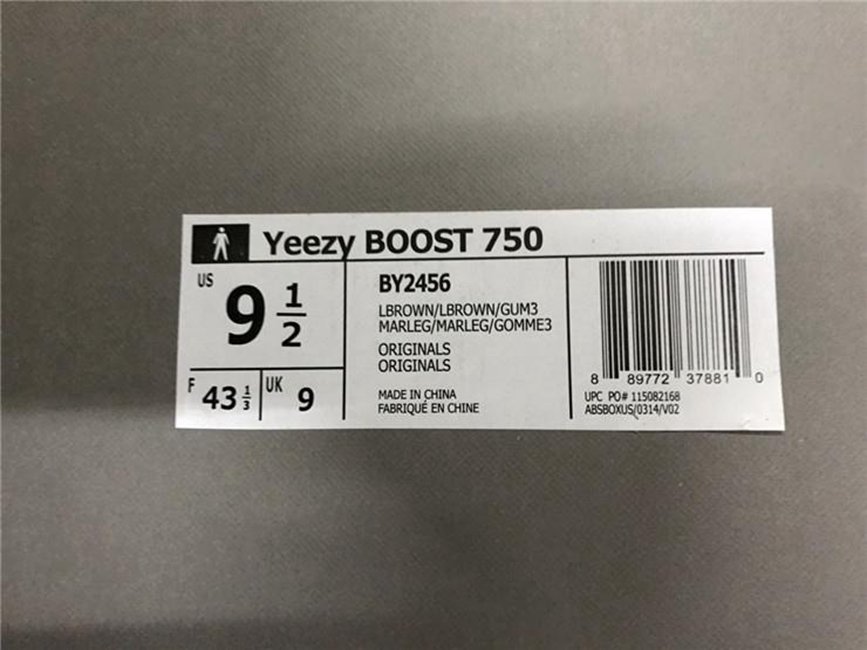 Yeezy BOOST 750
US
9 1/2
F
43 1/3
UK
9
BY2456
LBROWN/LBROWN/GUM3
MARLEG/MARLEG/GOMME3
ORIGINALS
ORIGINALS
MADE IN CHINA
FABRIQUÉ EN CHINE
8 89772 37881 0
UPC PO# 115082168
ABSBOXUS/0314/V02